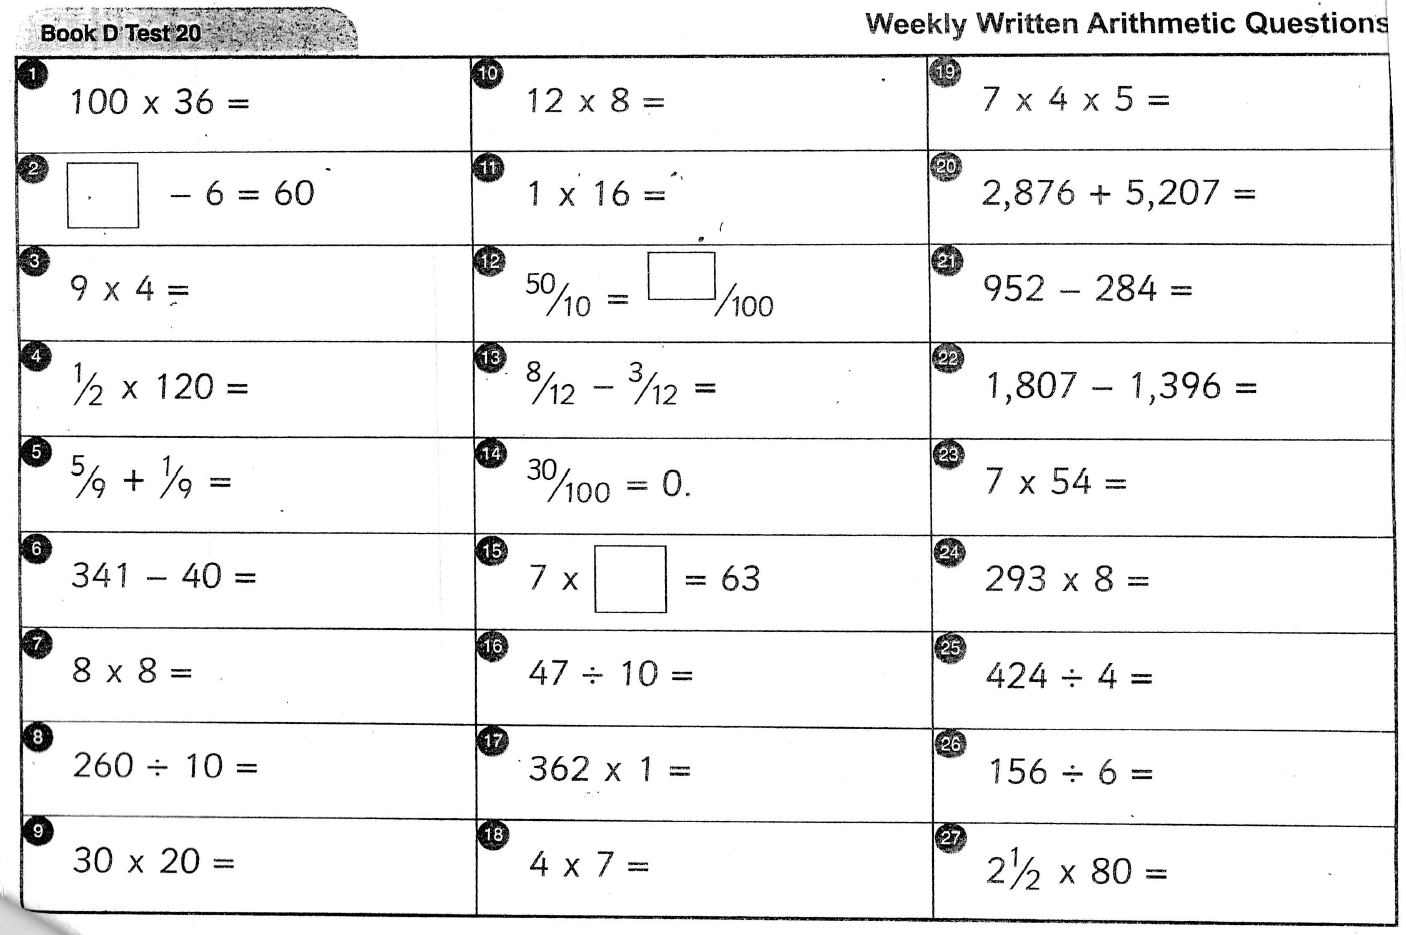 Book D Test 20
Weekly Written Arithmetic Questions
1
100 x 36 =
2
− 6 = 60
3
9 x 4 =
4
½ x 120 =
5
5/9 + 1/9 =
6
341 − 40 =
7
8 x 8 =
8
260 ÷ 10 =
9
30 x 20 =
10
12 x 8 =
11
1 x 16 =
12
50/10 = /100
13
8/12 − 3/12 =
14
30/100 = 0.
15
7 x = 63
16
47 ÷ 10 =
17
362 x 1 =
18
4 x 7 =
19
7 x 4 x 5 =
20
2,876 + 5,207 =
21
952 − 284 =
22
1,807 − 1,396 =
23
7 x 54 =
24
293 x 8 =
25
424 ÷ 4 =
26
156 ÷ 6 =
27
2½ x 80 =